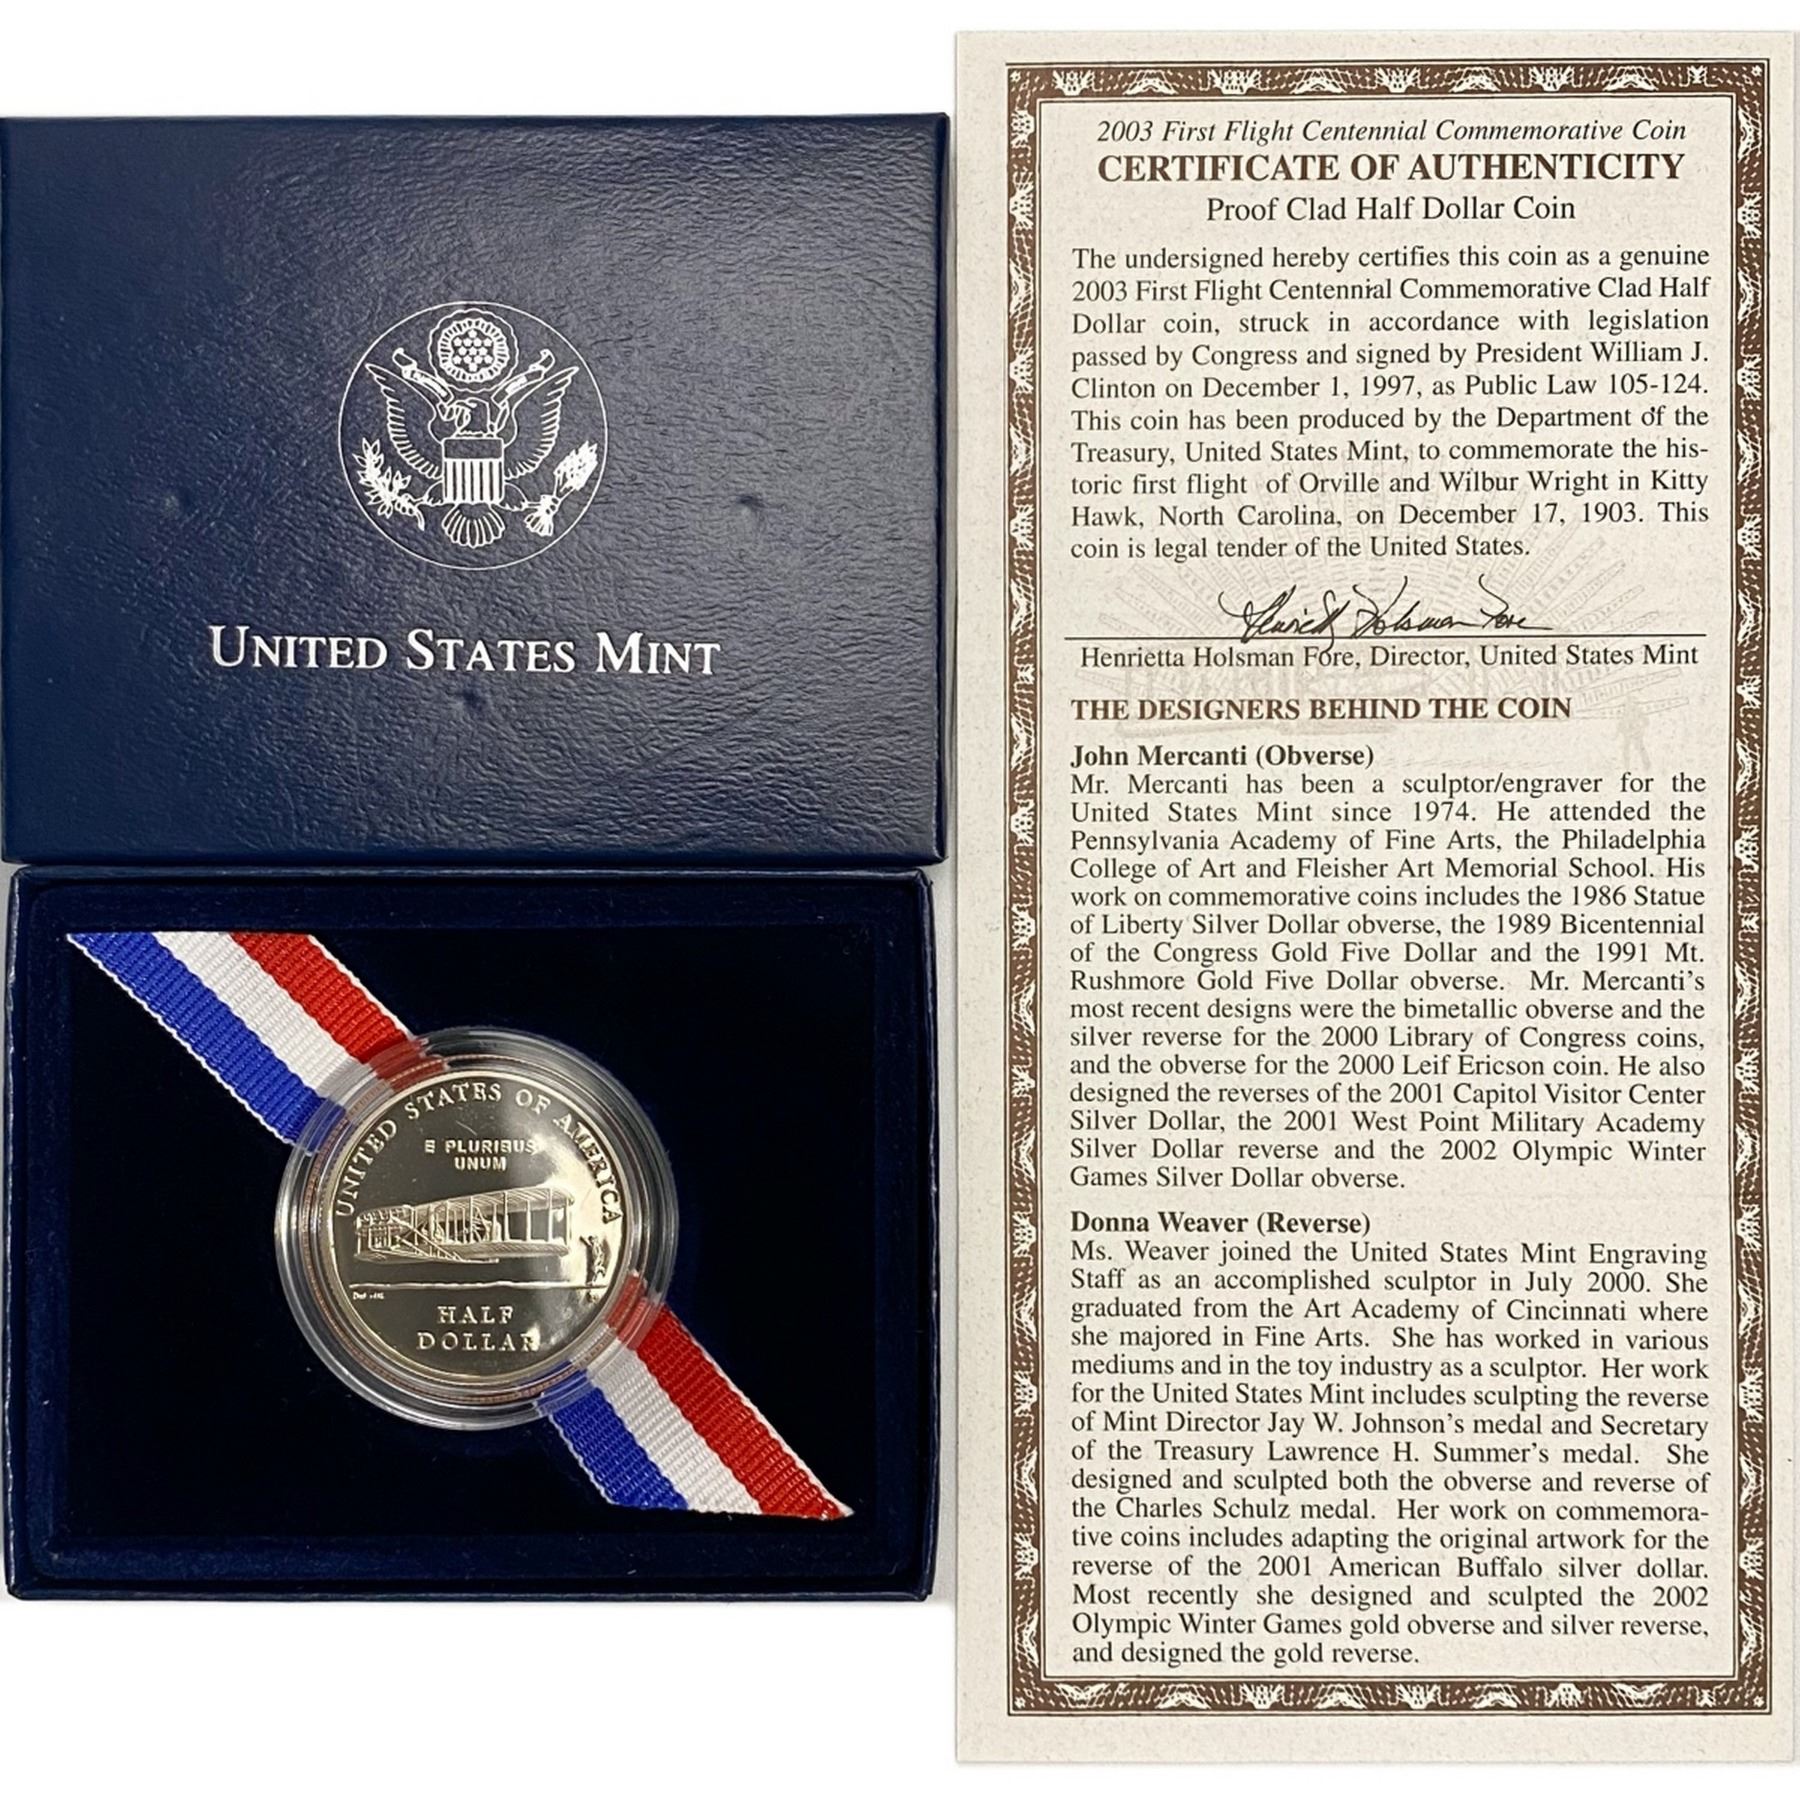 UNITED STATES MINT
UNITED STATES OF AMERICA
E PLURIBUS
UNUM
HALF
DOLLAR
2003 First Flight Centennial Commemorative Coin
CERTIFICATE OF AUTHENTICITY
Proof Clad Half Dollar Coin
The undersigned hereby certifies this coin as a genuine
2003 First Flight Centennial Commemorative Clad Half
Dollar coin, struck in accordance with legislation
passed by Congress and signed by President William J.
Clinton on December 1, 1997, as Public Law 105-124.
This coin has been produced by the Department of the
Treasury, United States Mint, to commemorate the his-
toric first flight of Orville and Wilbur Wright in Kitty
Hawk, North Carolina, on December 17, 1903. This
coin is legal tender of the United States.
Henrietta Holsman Fore
Henrietta Holsman Fore, Director, United States Mint
THE DESIGNERS BEHIND THE COIN
John Mercanti (Obverse)
Mr. Mercanti has been a sculptor/engraver for the
United States Mint since 1974. He attended the
Pennsylvania Academy of Fine Arts, the Philadelphia
College of Art and Fleisher Art Memorial School. His
work on commemorative coins includes the 1986 Statue
of Liberty Silver Dollar obverse, the 1989 Bicentennial
of the Congress Gold Five Dollar and the 1991 Mt.
Rushmore Gold Five Dollar obverse. Mr. Mercanti's
most recent designs were the bimetallic obverse and the
silver reverse for the 2000 Library of Congress coins,
and the obverse for the 2000 Leif Ericson coin. He also
designed the reverses of the 2001 Capitol Visitor Center
Silver Dollar, the 2001 West Point Military Academy
Silver Dollar reverse and the 2002 Olympic Winter
Games Silver Dollar obverse.
Donna Weaver (Reverse)
Ms. Weaver joined the United States Mint Engraving
Staff as an accomplished sculptor in July 2000. She
graduated from the Art Academy of Cincinnati where
she majored in Fine Arts. She has worked in various
mediums and in the toy industry as a sculptor. Her work
for the United States Mint includes sculpting the reverse
of Mint Director Jay W. Johnson's medal and Secretary
of the Treasury Lawrence H. Summer's medal. She
designed and sculpted both the obverse and reverse of
the Charles Schulz medal. Her work on commemora-
tive coins includes adapting the original artwork for the
reverse of the 2001 American Buffalo silver dollar.
Most recently she designed and sculpted the 2002
Olympic Winter Games gold obverse and silver reverse,
and designed the gold reverse.